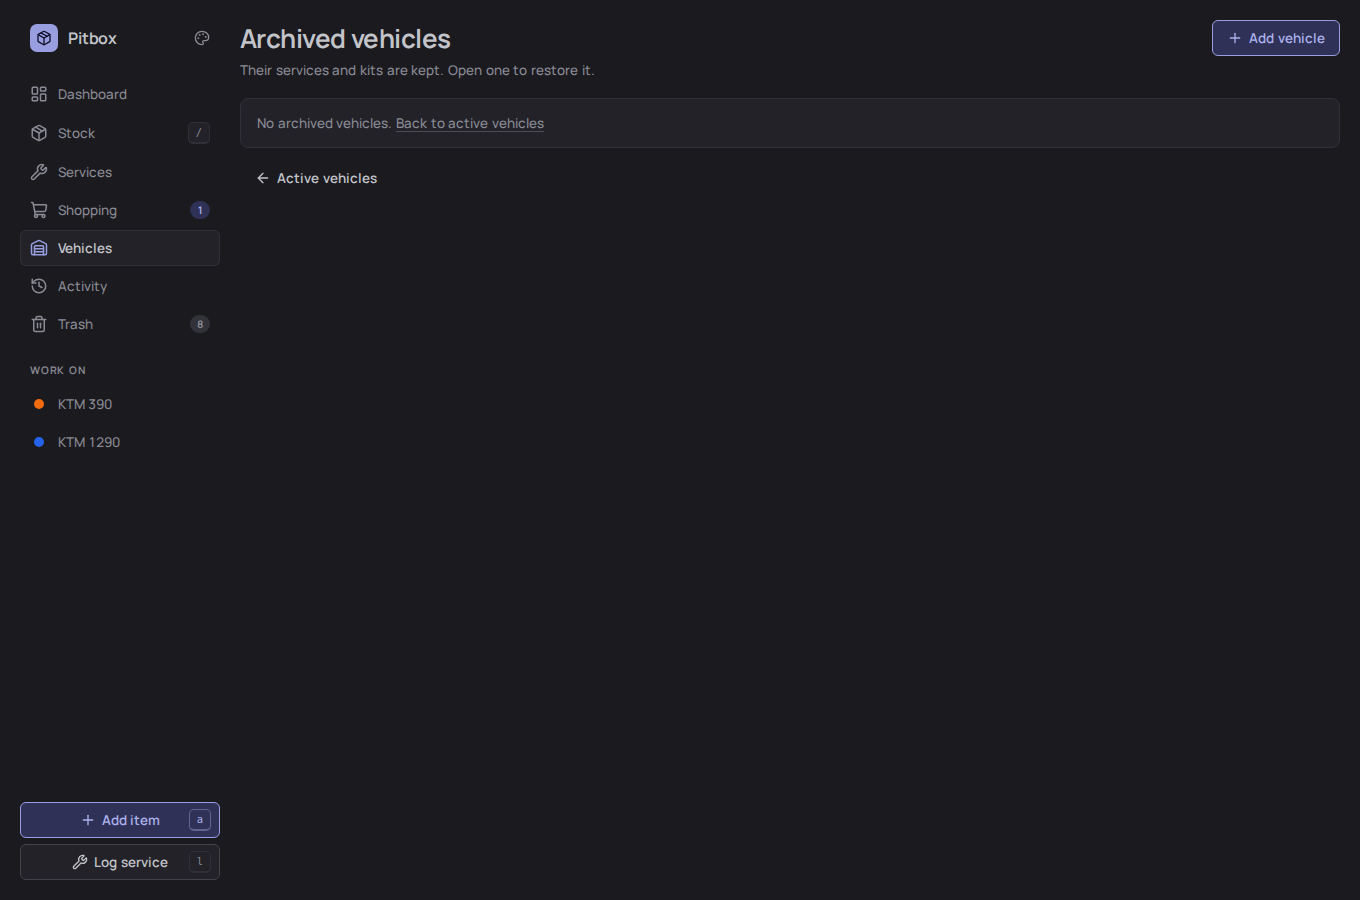 Pitbox
Dashboard
Stock /
Services
Shopping 1
Vehicles
Activity
Trash 8
WORK ON
KTM 390
KTM 1290
Add item a
Log service l
Archived vehicles
Add vehicle
Their services and kits are kept. Open one to restore it.
No archived vehicles. Back to active vehicles
Active vehicles